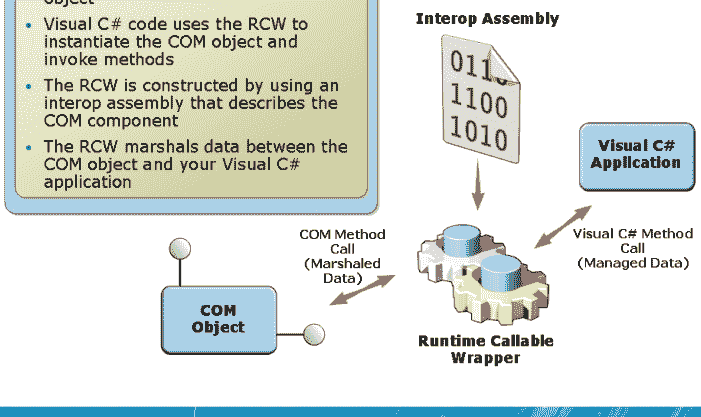 object
• Visual C# code uses the RCW to
instantiate the COM object and
invoke methods
• The RCW is constructed by using an
interop assembly that describes the
COM component
• The RCW marshals data between the
COM object and your Visual C#
application
Interop Assembly
0110
1100
1010
Visual C#
Application
COM Method
Call
(Marshaled
Data)
Visual C# Method
Call
(Managed Data)
COM
Object
Runtime Callable
Wrapper